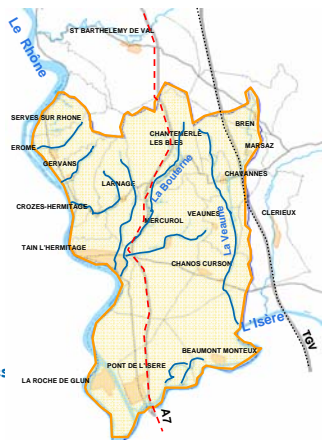 Le Rhône
ST BARTHELEMY DE VAL
SERVES SUR RHONE
BREN
EROME
CHANTEMERLE
LES BLES
MARSAZ
GERVANS
La Bouterne
CHAVANNES
LARNAGE
CROZES-HERMITAGE
VEAUNES
CLERIEUX
MERCUROL
La Veaune
TAIN L'HERMITAGE
CHANOS CURSON
L'Isère
TGV
BEAUMONT MONTEUX
PONT DE L'ISERE
LA ROCHE DE GLUN
A7